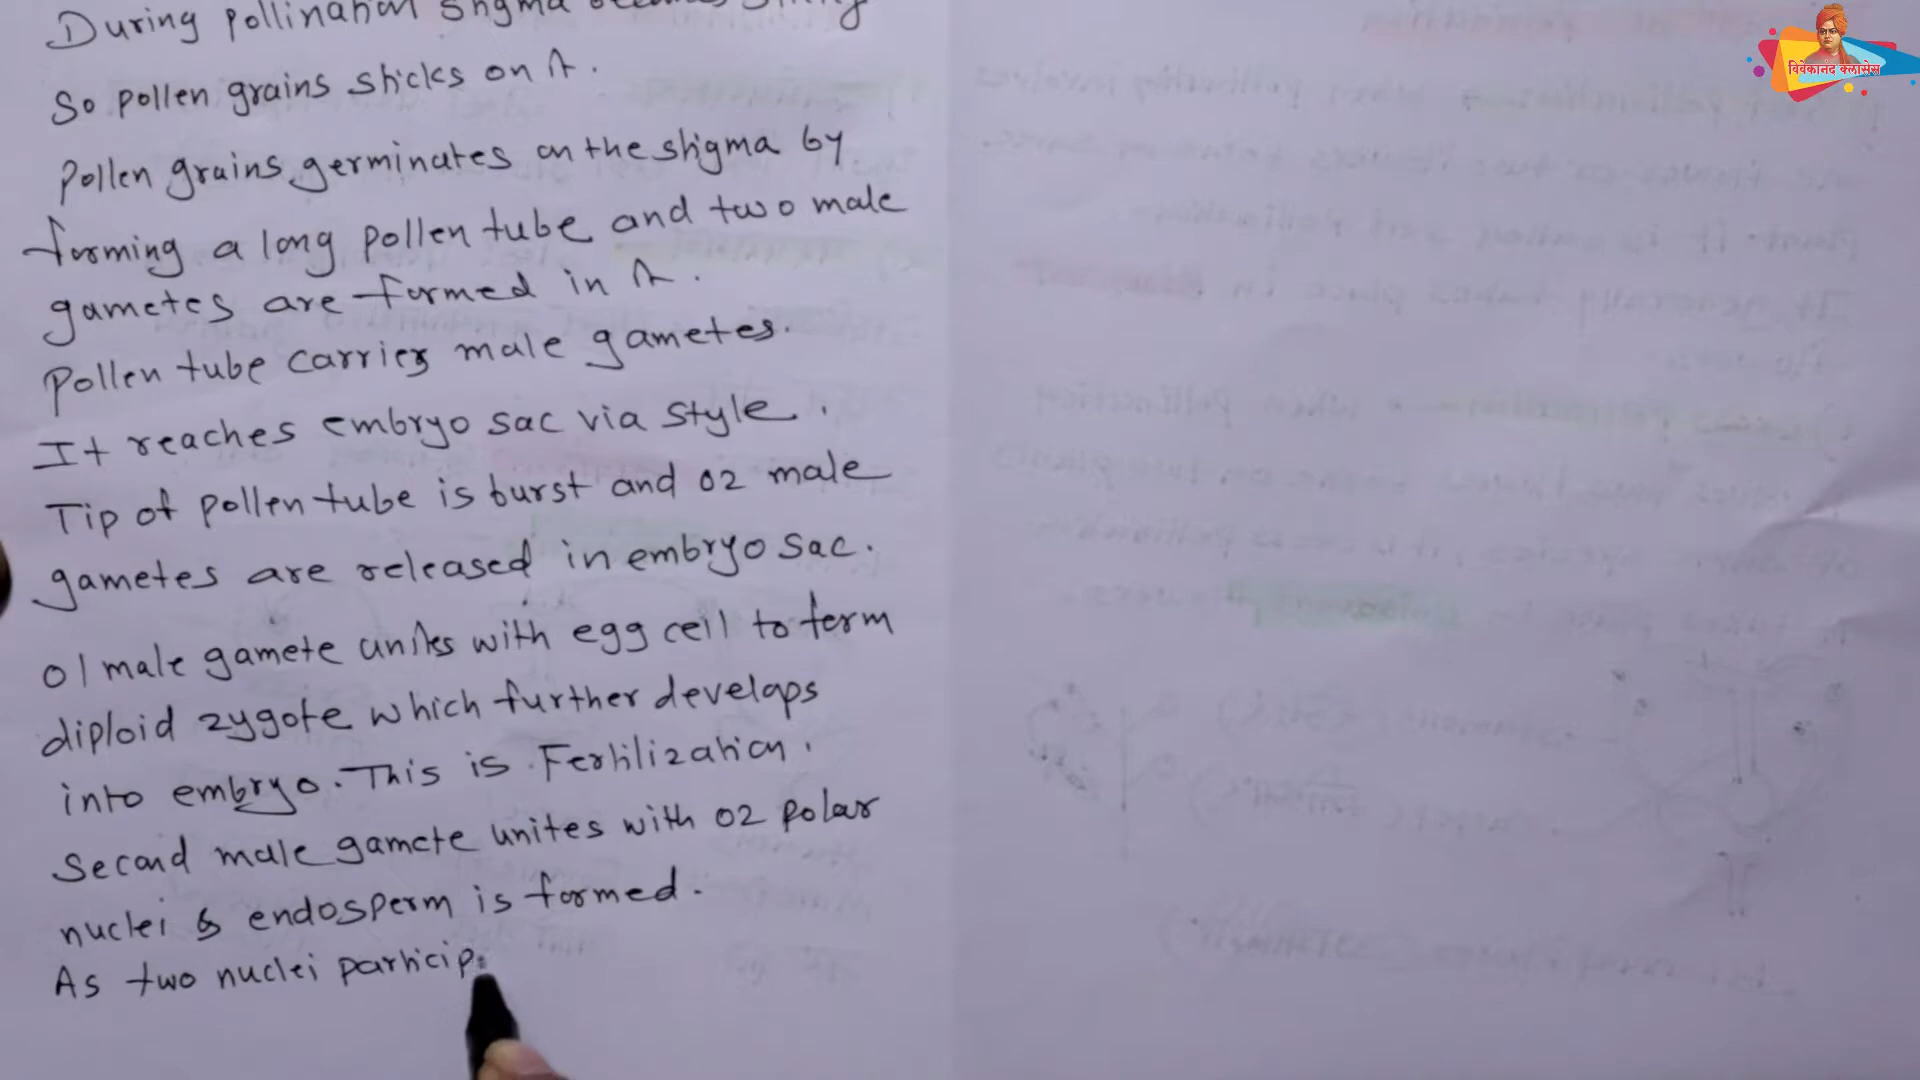 During pollination stigma becomes sticky
So pollen grains sticks on it.
Pollen grains germinates on the stigma by
forming a long pollen tube and two male
gametes are formed in it.
Pollen tube carries male gametes.
It reaches embryo sac via style.
Tip of pollen tube is burst and 02 male
gametes are released in embryo sac.
01 male gamete unites with egg cell to form
diploid zygote which further develops
into embryo. This is Fertilization.
Second male gamete unites with 02 polar
nuclei & endosperm is formed.
As two nuclei particip
विवेकानंद क्लासेस